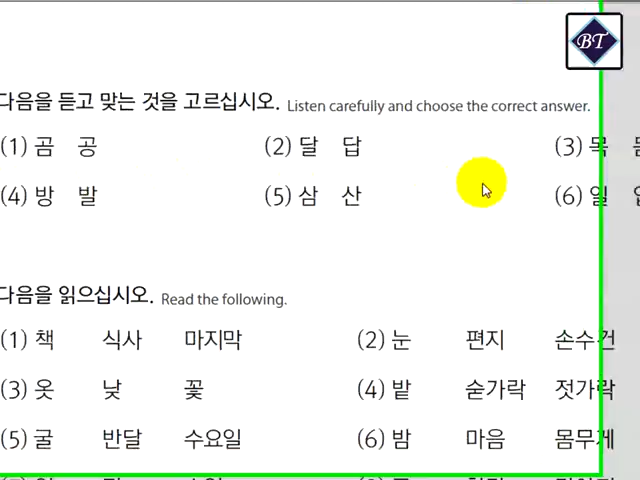 BT
다음을 듣고 맞는 것을 고르십시오. Listen carefully and choose the correct answer.
(1) 곰 공 (2) 달 답 (3) 목
(4) 방 발 (5) 삼 산 (6) 일
다음을 읽으십시오. Read the following.
(1) 책 식사 마지막 (2) 눈 편지 손수건
(3) 옷 낮 꽃 (4) 밭 숟가락 젓가락
(5) 굴 반달 수요일 (6) 밤 마음 몸무게